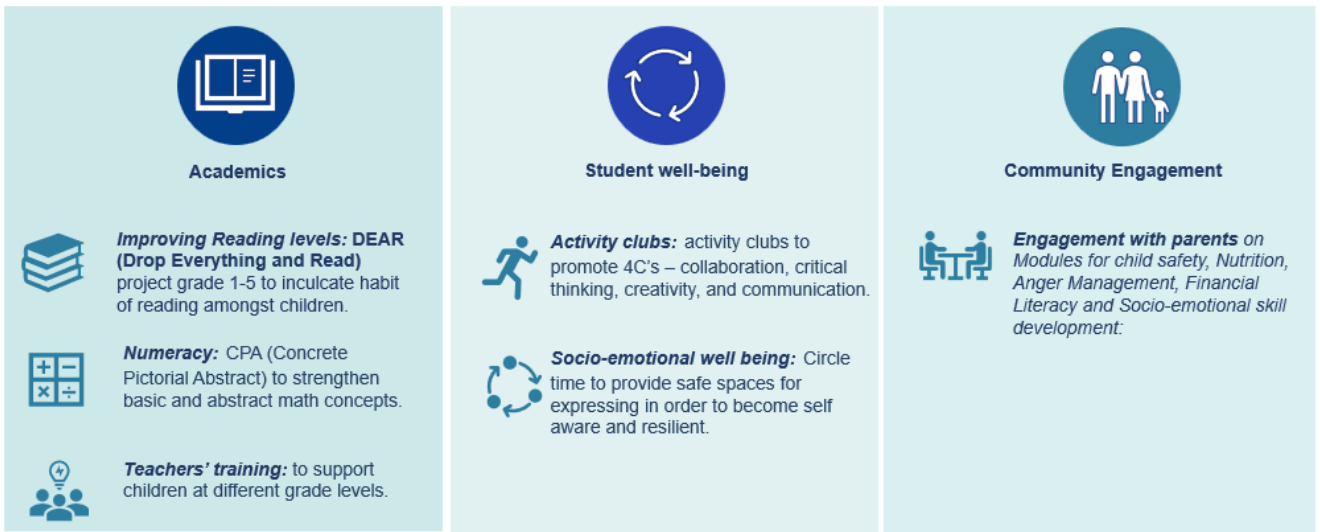 Academics
Improving Reading levels: DEAR
(Drop Everything and Read)
project grade 1-5 to inculcate habit
of reading amongst children.
Numeracy: CPA (Concrete
Pictorial Abstract) to strengthen
basic and abstract math concepts.
Teachers’ training: to support
children at different grade levels.
Student well-being
Activity clubs: activity clubs to
promote 4C's – collaboration, critical
thinking, creativity, and communication.
Socio-emotional well being: Circle
time to provide safe spaces for
expressing in order to become self
aware and resilient.
Community Engagement
Engagement with parents on
Modules for child safety, Nutrition,
Anger Management, Financial
Literacy and Socio-emotional skill
development: